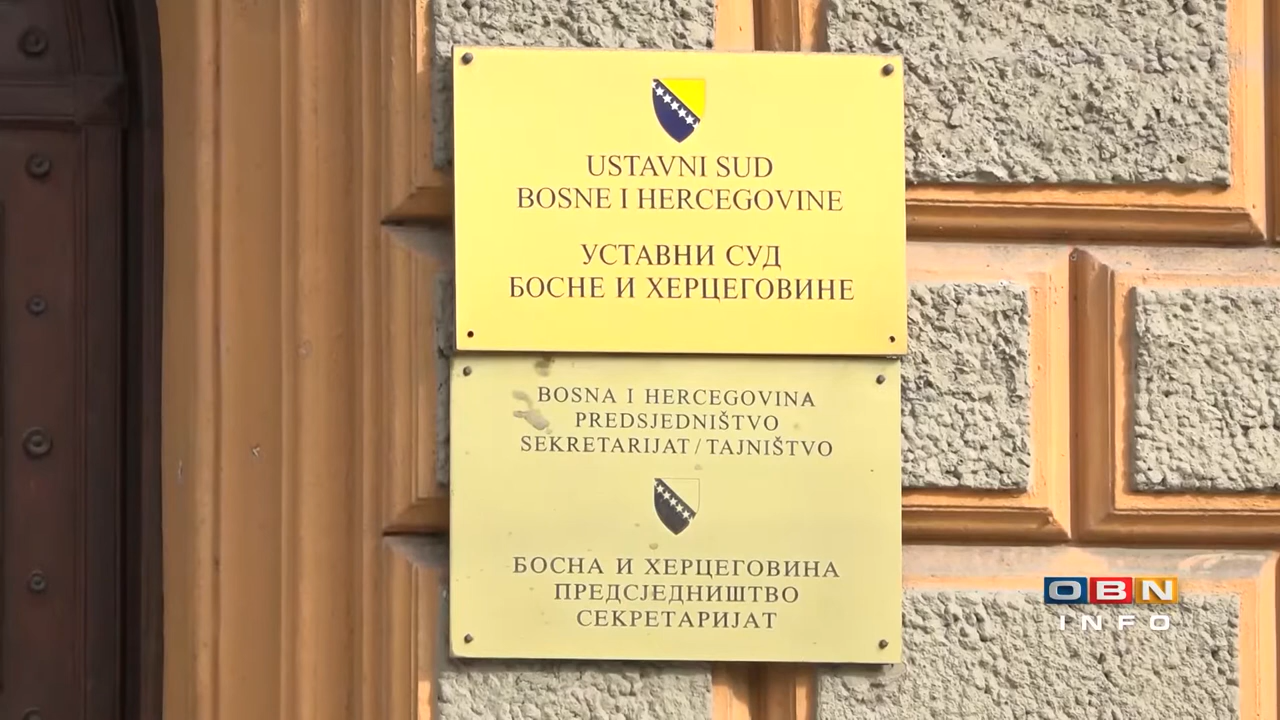 USTAVNI SUD
BOSNE I HERCEGOVINE
УСТАВНИ СУД
БОСНЕ И ХЕРЦЕГОВИНЕ
BOSNA I HERCEGOVINA
PREDSJEDNIŠTVO
SEKRETARIJAT / TAJNIŠTVO
БОСНА И ХЕРЦЕГОВИНА
ПРЕДСЈЕДНИШТВО
СЕКРЕТАРИЈАТ
OBN
INFO